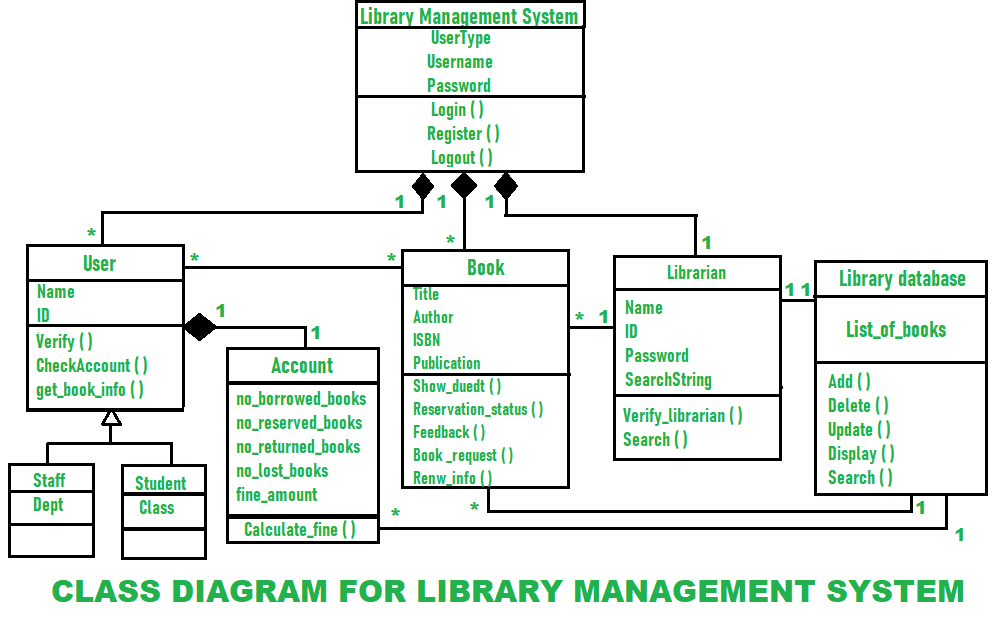 Library Management System
UserType
Username
Password
Login ( )
Register ( )
Logout ( )
1
1
1
*
*
1
User
Name
ID
Verify ( )
CheckAccount ( )
get_book_info ( )
*
*
1
1
Account
no_borrowed_books
no_reserved_books
no_returned_books
no_lost_books
fine_amount
Calculate_fine ( )
Staff
Dept
Student
Class
Book
Title
Author
ISBN
Publication
Show_duedt ( )
Reservation_status ( )
Feedback ( )
Book _request ( )
Renw_info ( )
*
1
Librarian
Name
ID
Password
SearchString
Verify_librarian ( )
Search ( )
1 1
Library database
List_of_books
Add ( )
Delete ( )
Update ( )
Display ( )
Search ( )
*
1
*
1
CLASS DIAGRAM FOR LIBRARY MANAGEMENT SYSTEM